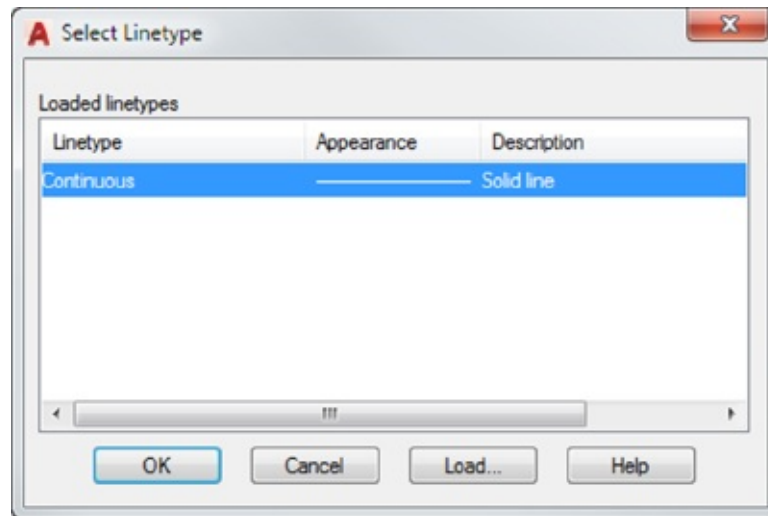 Select Linetype
Loaded linetypes
Linetype Appearance Description
Continuous Solid line
OK Cancel Load... Help